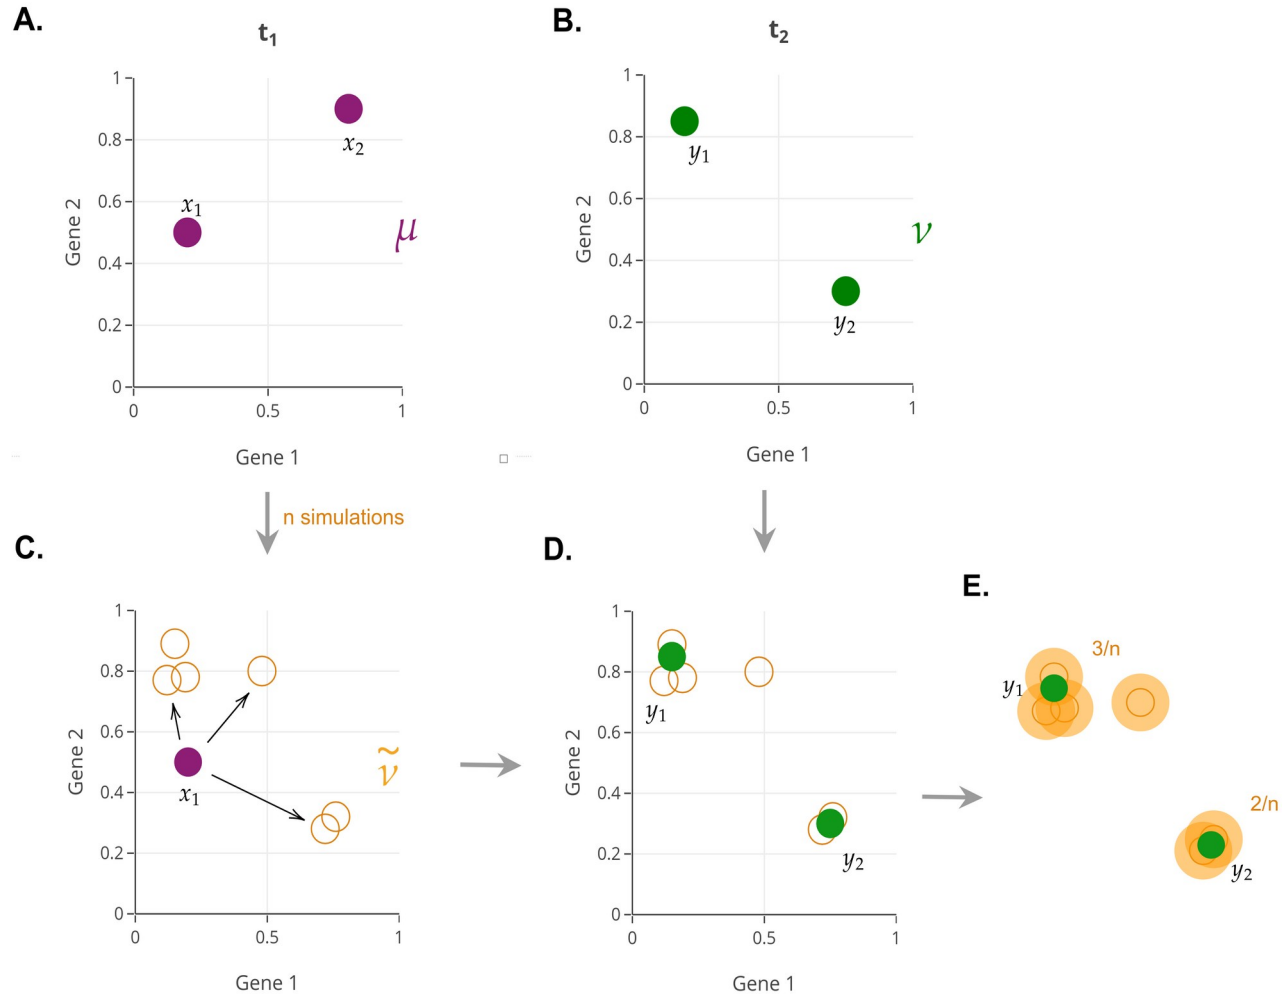 A.
t₁
1
0.8
0.6
0.4
0.2
0
0
0.5
1
Gene 2
Gene 1
x₁
x₂
μ
B.
t₂
1
0.8
0.6
0.4
0.2
0
0
0.5
1
Gene 2
Gene 1
y₁
y₂
ν
n simulations
C.
1
0.8
0.6
0.4
0.2
0
0
0.5
1
Gene 2
Gene 1
x₁
ν̃
D.
1
0.8
0.6
0.4
0.2
0
0
0.5
1
Gene 2
Gene 1
y₁
y₂
E.
3/n
y₁
2/n
y₂